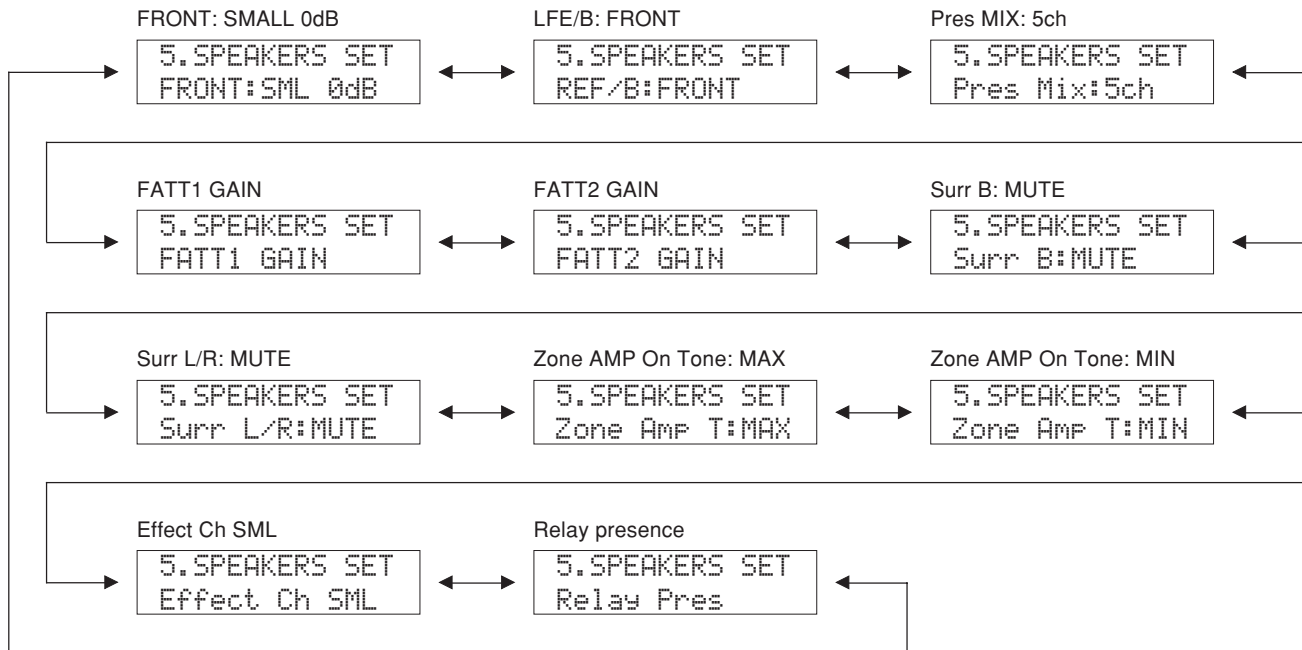 FRONT: SMALL 0dB
LFE/B: FRONT
Pres MIX: 5ch
5.SPEAKERS SET
FRONT:SML 0dB
5.SPEAKERS SET
REF/B:FRONT
5.SPEAKERS SET
Pres Mix:5ch
FATT1 GAIN
FATT2 GAIN
Surr B: MUTE
5.SPEAKERS SET
FATT1 GAIN
5.SPEAKERS SET
FATT2 GAIN
5.SPEAKERS SET
Surr B:MUTE
Surr L/R: MUTE
Zone AMP On Tone: MAX
Zone AMP On Tone: MIN
5.SPEAKERS SET
Surr L/R:MUTE
5.SPEAKERS SET
Zone Amp T:MAX
5.SPEAKERS SET
Zone Amp T:MIN
Effect Ch SML
Relay presence
5.SPEAKERS SET
Effect Ch SML
5.SPEAKERS SET
Relay Pres